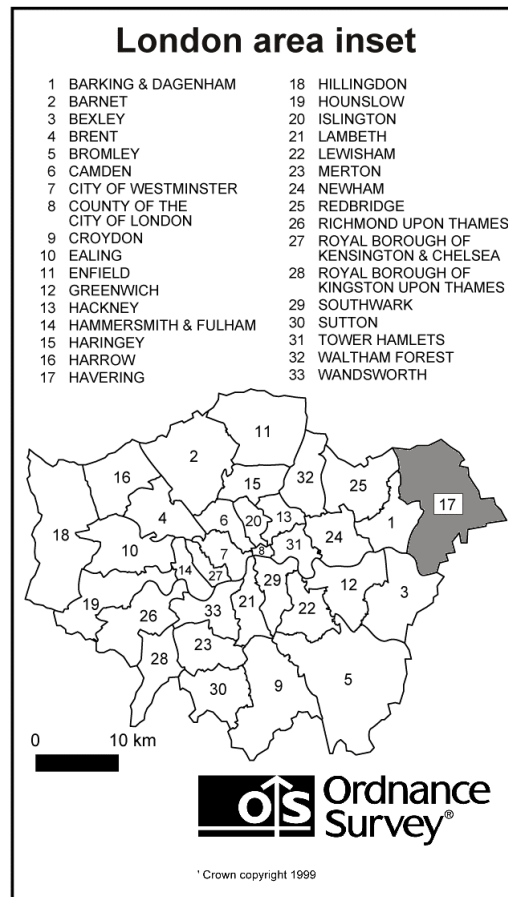 London area inset
1 BARKING & DAGENHAM
2 BARNET
3 BEXLEY
4 BRENT
5 BROMLEY
6 CAMDEN
7 CITY OF WESTMINSTER
8 COUNTY OF THE
CITY OF LONDON
9 CROYDON
10 EALING
11 ENFIELD
12 GREENWICH
13 HACKNEY
14 HAMMERSMITH & FULHAM
15 HARINGEY
16 HARROW
17 HAVERING
18 HILLINGDON
19 HOUNSLOW
20 ISLINGTON
21 LAMBETH
22 LEWISHAM
23 MERTON
24 NEWHAM
25 REDBRIDGE
26 RICHMOND UPON THAMES
27 ROYAL BOROUGH OF
KENSINGTON & CHELSEA
28 ROYAL BOROUGH OF
KINGSTON UPON THAMES
29 SOUTHWARK
30 SUTTON
31 TOWER HAMLETS
32 WALTHAM FOREST
33 WANDSWORTH
11
2
16
15
32
25
17
18
4
6
20
13
1
10
7
8
31
24
14
27
29
12
3
19
26
33
21
22
23
28
30
9
5
0 10 km
OS Ordnance
Survey®
' Crown copyright 1999